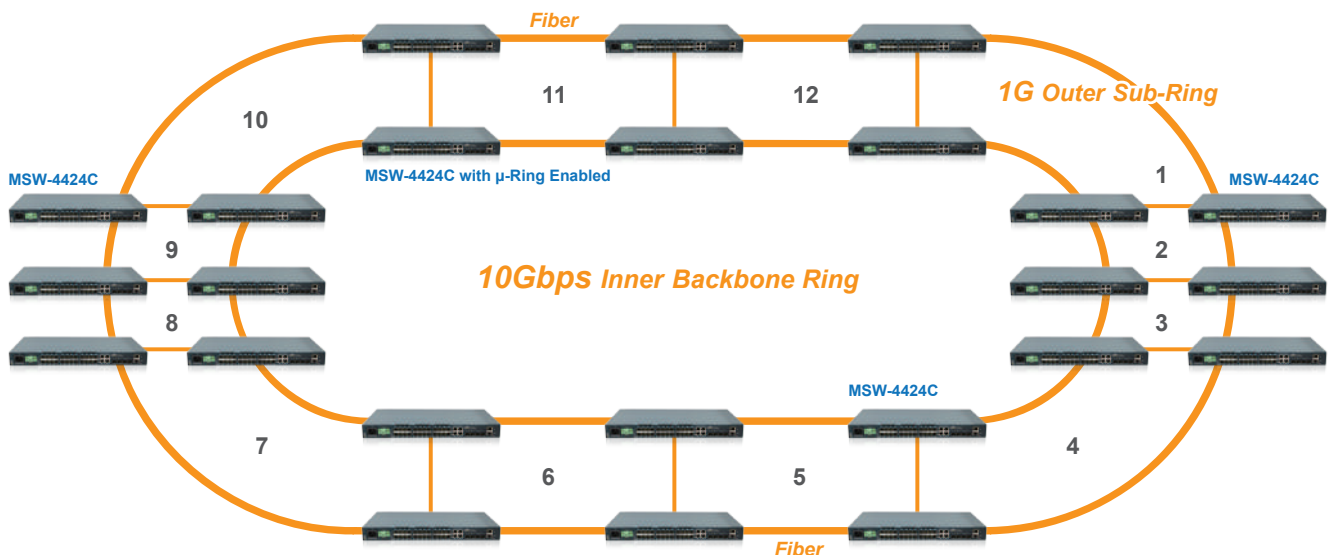 Fiber
11
12
1G Outer Sub-Ring
10
MSW-4424C with µ-Ring Enabled
MSW-4424C
1
MSW-4424C
9
2
10Gbps Inner Backbone Ring
8
3
MSW-4424C
7
4
6
5
Fiber